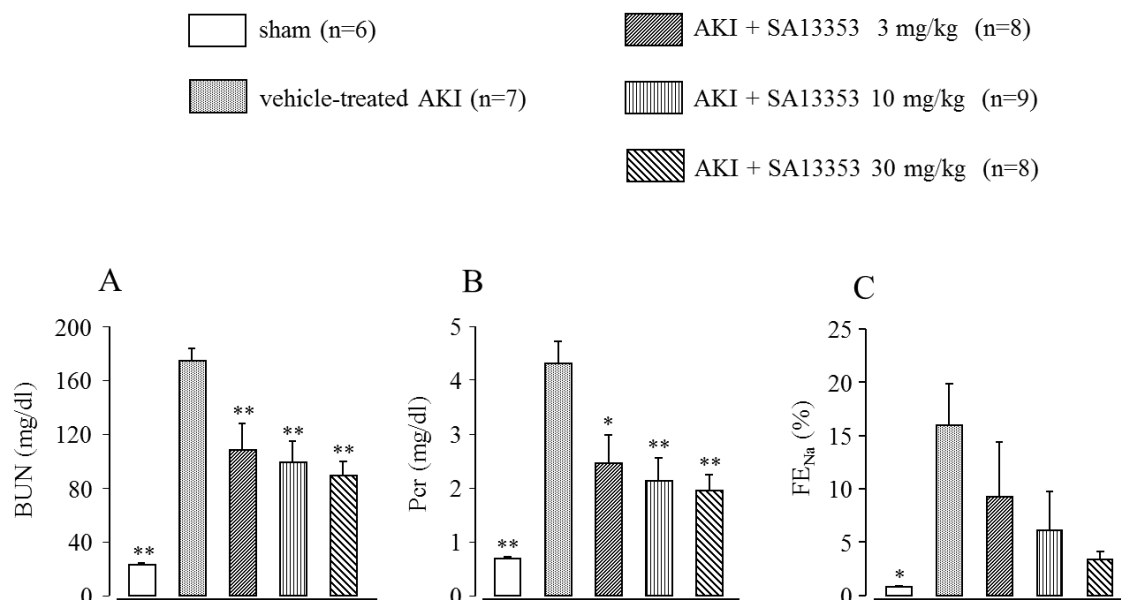 sham (n=6)
vehicle-treated AKI (n=7)
AKI + SA13353 3 mg/kg (n=8)
AKI + SA13353 10 mg/kg (n=9)
AKI + SA13353 30 mg/kg (n=8)
A
BUN (mg/dl)
200
160
120
80
40
0
**
**
**
**
B
Pcr (mg/dl)
5
4
3
2
1
0
**
*
**
**
C
FENa (%)
25
20
15
10
5
0
*